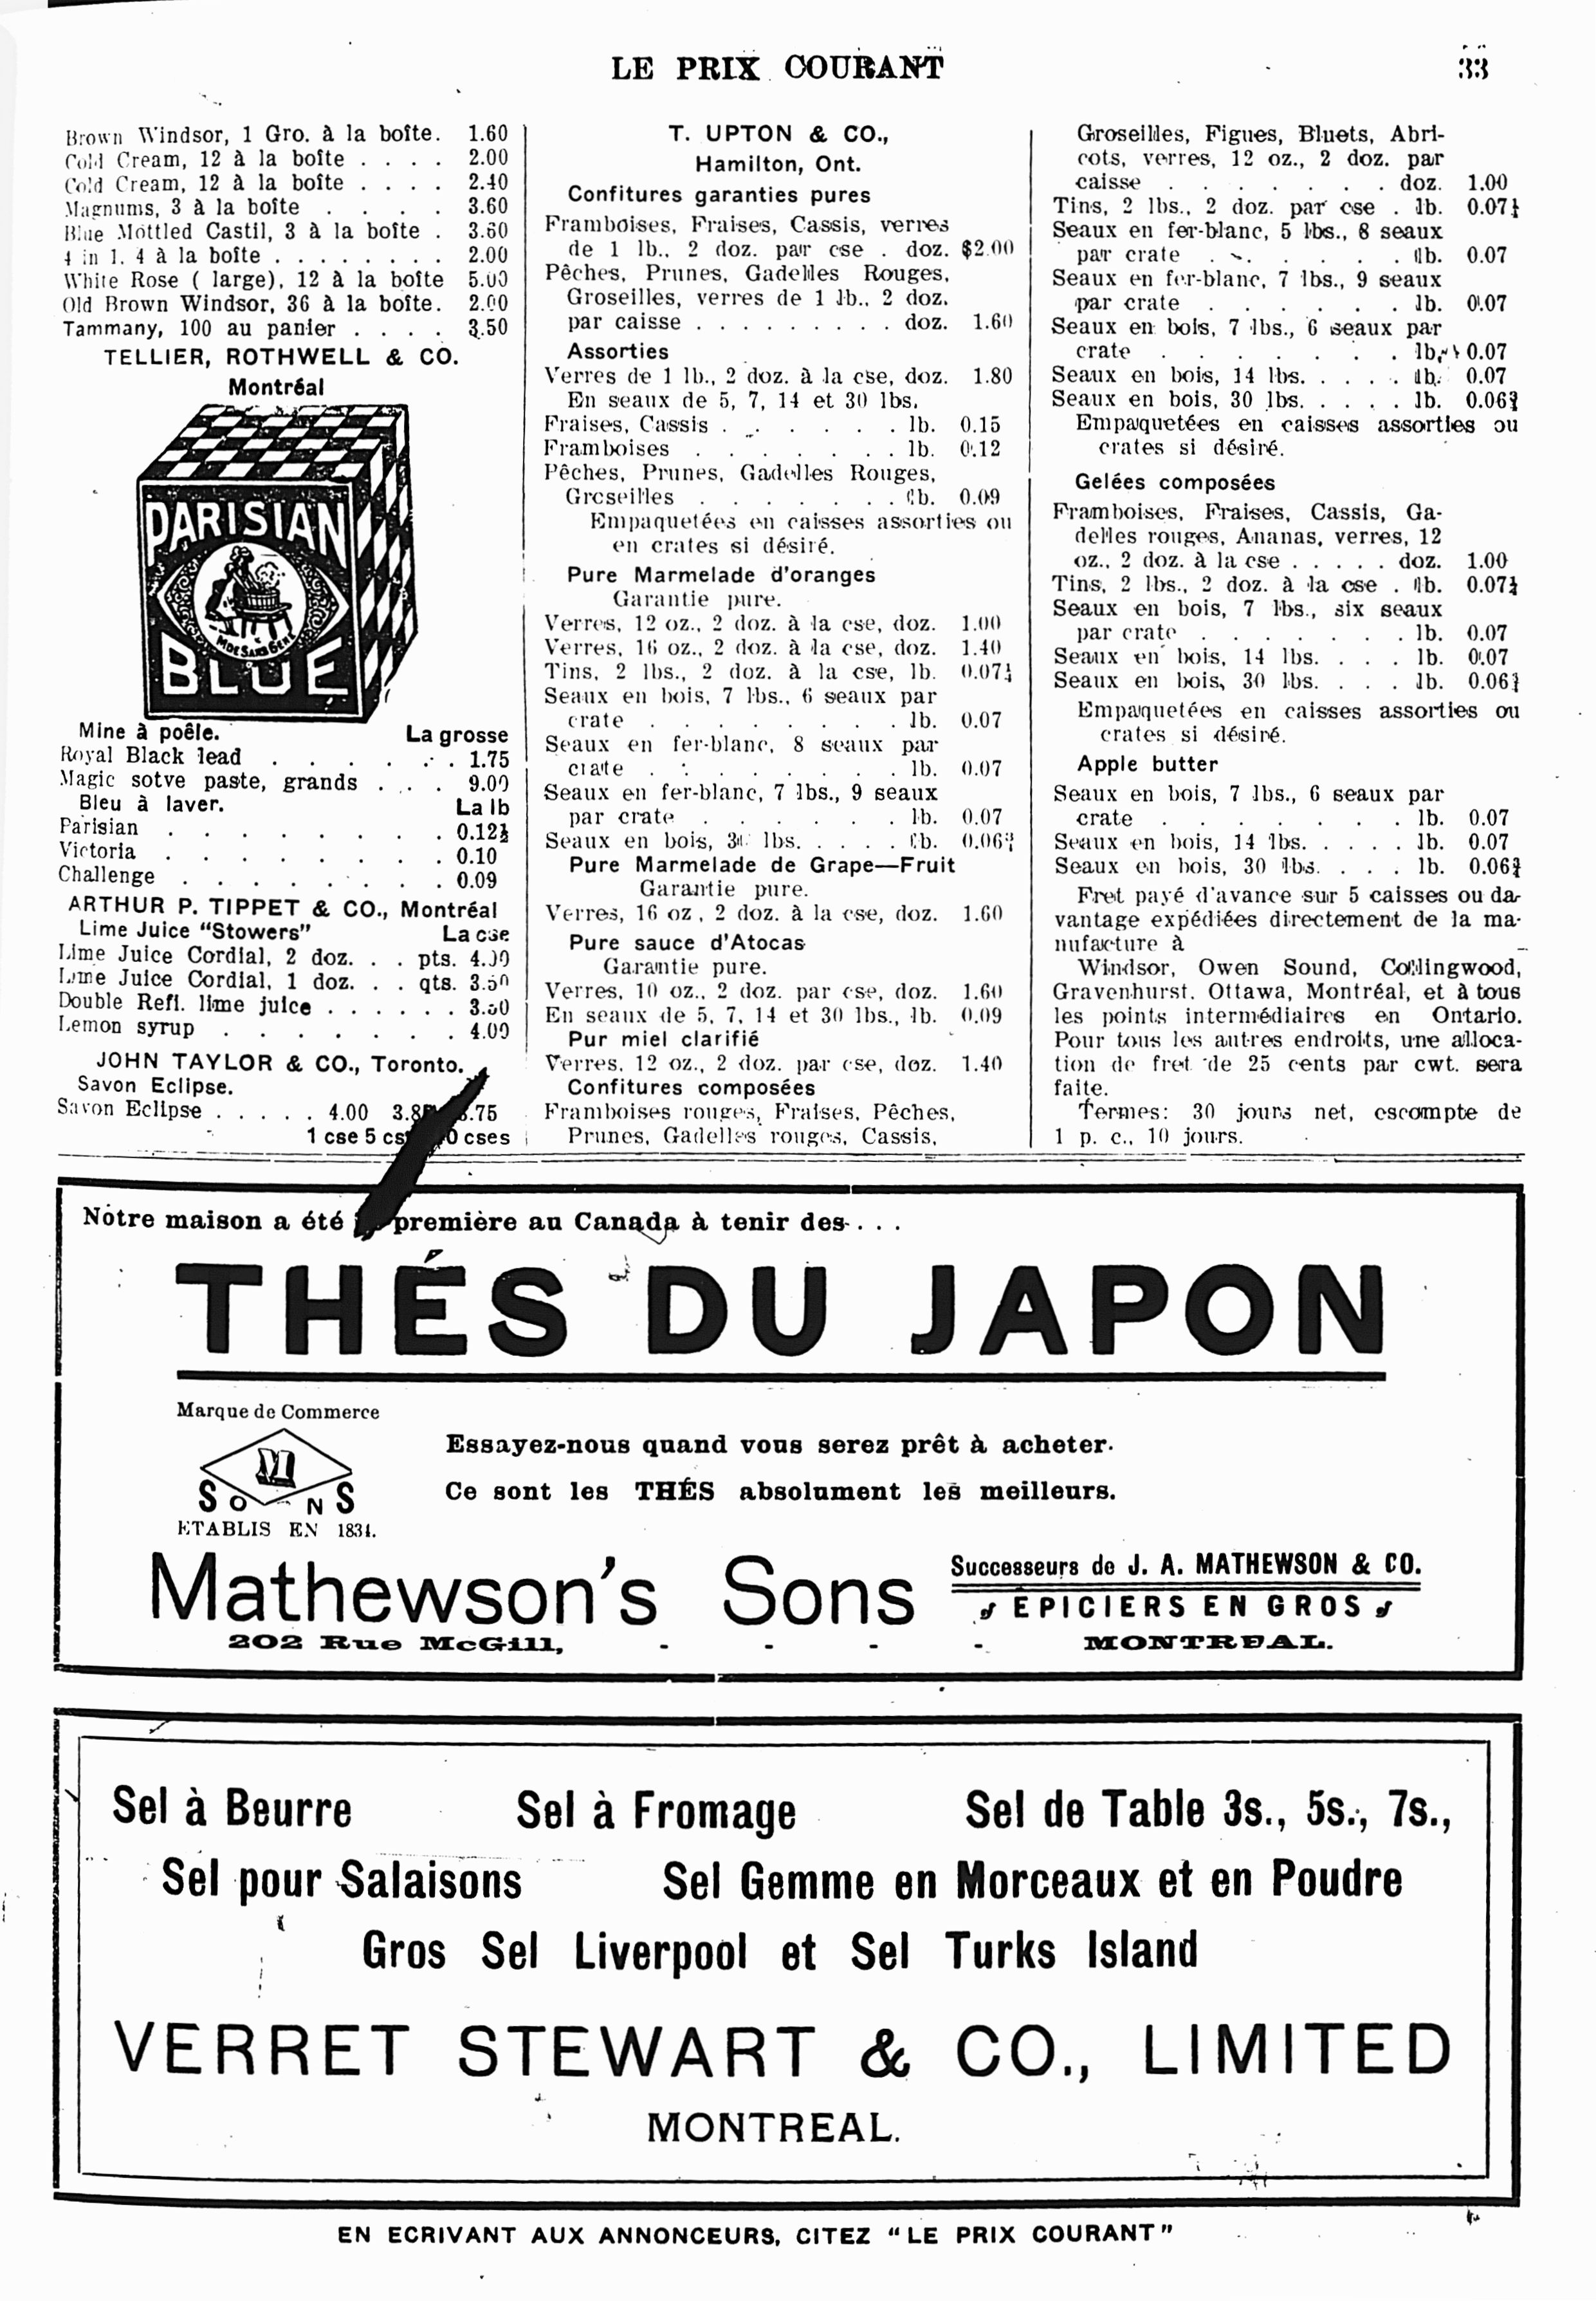 LE PRIX COURANT
33
Brown Windsor, 1 Gro. à la boîte. 1.60
Cold Cream, 12 à la boîte . . . . 2.00
Cold Cream, 12 à la boîte . . . . 2.40
Magnums, 3 à la boîte . . . . 3.60
Blue Mottled Castil, 3 à la boîte . 3.60
4 in 1. 4 à la boîte . . . . . . . . 2.00
White Rose ( large), 12 à la boîte 5.00
Old Brown Windsor, 36 à la boîte. 2.00
Tammany, 100 au panier . . . . 3.50
TELLIER, ROTHWELL & CO.
Montréal
PARISIAN
MDE SANS GENE
BLUE
Mine à poêle. La grosse
Royal Black lead . . . . . . 1.75
Magic sotve paste, grands . . . 9.00
Bleu à laver. La lb
Parisian . . . . . . . . 0.12½
Victoria . . . . . . . . 0.10
Challenge . . . . . . . . 0.09
ARTHUR P. TIPPET & CO., Montréal
Lime Juice "Stowers" La cse
Lime Juice Cordial, 2 doz. . . pts. 4.00
Lime Juice Cordial, 1 doz. . . qts. 3.50
Double Refl. lime juice . . . . . . 3.50
Lemon syrup . . . . . . . 4.00
JOHN TAYLOR & CO., Toronto.
Savon Eclipse.
Savon Eclipse . . . . . 4.00 3.85 .75
1 cse 5 cs 0 cses
T. UPTON & CO.,
Hamilton, Ont.
Confitures garanties pures
Framboises, Fraises, Cassis, verres
de 1 lb., 2 doz. par cse . doz. $2.00
Pêches, Prunes, Gadelles Rouges,
Groseilles, verres de 1 lb., 2 doz.
par caisse . . . . . . . . . doz. 1.60
Assorties
Verres de 1 lb., 2 doz. à la cse, doz. 1.80
En seaux de 5, 7, 14 et 30 lbs.
Fraises, Cassis . . . . . . . lb. 0.15
Framboises . . . . . . . lb. 0.12
Pêches, Prunes, Gadelles Rouges,
Groseilles . . . . . . . lb. 0.09
Empaquetées en caisses assorties ou
en crates si désiré.
Pure Marmelade d'oranges
Garantie pure.
Verres, 12 oz., 2 doz. à la cse, doz. 1.00
Verres, 16 oz., 2 doz. à la cse, doz. 1.40
Tins, 2 lbs., 2 doz. à la cse, lb. 0.07¼
Seaux en bois, 7 lbs., 6 seaux par
crate . . . . . . . . lb. 0.07
Seaux en fer-blanc, 8 seaux par
crate . . . . . . . . lb. 0.07
Seaux en fer-blanc, 7 lbs., 9 seaux
par crate . . . . . . lb. 0.07
Seaux en bois, 30 lbs. . . . . lb. 0.06¾
Pure Marmelade de Grape—Fruit
Garantie pure.
Verres, 16 oz, 2 doz. à la cse, doz. 1.60
Pure sauce d'Atocas
Garantie pure.
Verres, 10 oz., 2 doz. par cse, doz. 1.60
En seaux de 5, 7, 14 et 30 lbs., lb. 0.09
Pur miel clarifié
Verres, 12 oz., 2 doz. par cse, doz. 1.40
Confitures composées
Framboises rouges, Fraises, Pêches,
Prunes, Gadelles rouges, Cassis,
Groseilles, Figues, Bluets, Abri-
cots, verres, 12 oz., 2 doz. par
caisse . . . . . . . doz. 1.00
Tins, 2 lbs., 2 doz. par cse . lb. 0.07¼
Seaux en fer-blanc, 5 lbs., 8 seaux
par crate . . . . . . lb. 0.07
Seaux en fer-blanc, 7 lbs., 9 seaux
par crate . . . . . . lb. 0.07
Seaux en bois, 7 lbs., 6 seaux par
crate . . . . . . . lb. 0.07
Seaux en bois, 14 lbs. . . . . lb. 0.07
Seaux en bois, 30 lbs. . . . . lb. 0.06¾
Empaquetées en caisses assorties ou
crates si désiré.
Gelées composées
Framboises, Fraises, Cassis, Ga-
delles rouges, Ananas, verres, 12
oz., 2 doz. à la cse . . . . . doz. 1.00
Tins, 2 lbs., 2 doz. à la cse . lb. 0.07¼
Seaux en bois, 7 lbs., six seaux
par crate . . . . . . . lb. 0.07
Seaux en bois, 14 lbs. . . . lb. 0.07
Seaux en bois, 30 lbs. . . . lb. 0.06¾
Empaquetées en caisses assorties ou
crates si désiré.
Apple butter
Seaux en bois, 7 lbs., 6 seaux par
crate . . . . . . . lb. 0.07
Seaux en bois, 14 lbs. . . . . lb. 0.07
Seaux en bois, 30 lbs. . . . lb. 0.06¾
Fret payé d'avance sur 5 caisses ou da-
vantage expédiées directement de la ma-
nufacture à
Windsor, Owen Sound, Collingwood,
Gravenhurst. Ottawa, Montréal, et à tous
les points intermédiaires en Ontario.
Pour tous les autres endroits, une alloca-
tion de fret de 25 cents par cwt. sera
faite.
Termes: 30 jours net, escompte de
1 p. c., 10 jours.
Notre maison a été première au Canada à tenir des . . .
THÉS DU JAPON
Marque de Commerce
M
SONS
ETABLIS EN 1834.
Essayez-nous quand vous serez prêt à acheter.
Ce sont les THÉS absolument les meilleurs.
Mathewson's Sons
Successeurs de J. A. MATHEWSON & CO.
EPICIERS EN GROS
202 Rue McGill, - - - - MONTREAL.
Sel à Beurre Sel à Fromage Sel de Table 3s., 5s., 7s.,
Sel pour Salaisons Sel Gemme en Morceaux et en Poudre
Gros Sel Liverpool et Sel Turks Island
VERRET STEWART & CO., LIMITED
MONTREAL.
EN ECRIVANT AUX ANNONCEURS, CITEZ "LE PRIX COURANT"